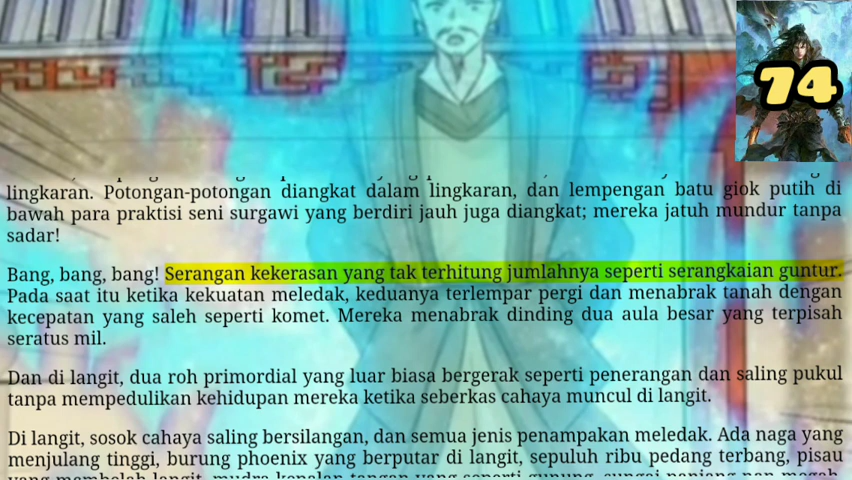 74
lingkaran. Potongan-potongan diangkat dalam lingkaran, dan lempengan batu giok putih di
bawah para praktisi seni surgawi yang berdiri jauh juga diangkat; mereka jatuh mundur tanpa
sadar!
Bang, bang, bang! Serangan kekerasan yang tak terhitung jumlahnya seperti serangkaian guntur.
Pada saat itu ketika kekuatan meledak, keduanya terlempar pergi dan menabrak tanah dengan
kecepatan yang saleh seperti komet. Mereka menabrak dinding dua aula besar yang terpisah
seratus mil.
Dan di langit, dua roh primordial yang luar biasa bergerak seperti penerangan dan saling pukul
tanpa mempedulikan kehidupan mereka ketika seberkas cahaya muncul di langit.
Di langit, sosok cahaya saling bersilangan, dan semua jenis penampakan meledak. Ada naga yang
menjulang tinggi, burung phoenix yang berputar di langit, sepuluh ribu pedang terbang, pisau